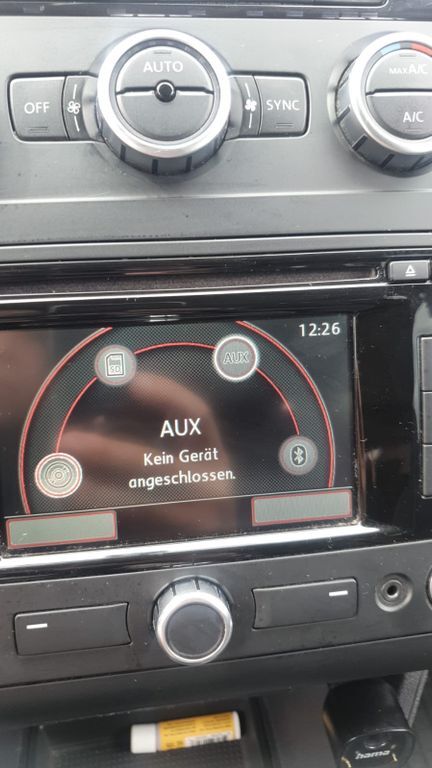 AUTO
MAX A/C
OFF
SYNC
A/C
12:26
SD
AUX
AUX
Kein Gerät
angeschlossen.
hama